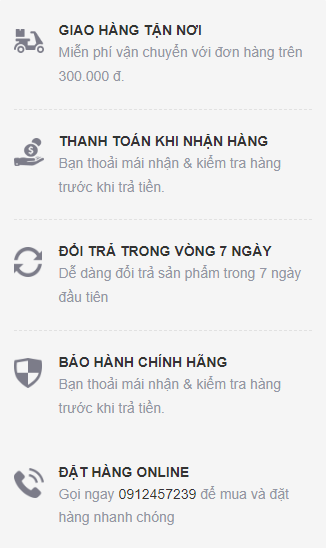 GIAO HÀNG TẬN NƠI
Miễn phí vận chuyển với đơn hàng trên
300.000 đ.
THANH TOÁN KHI NHẬN HÀNG
Bạn thoải mái nhận & kiểm tra hàng
trước khi trả tiền.
ĐỔI TRẢ TRONG VÒNG 7 NGÀY
Dễ dàng đổi trả sản phẩm trong 7 ngày
đầu tiên
BẢO HÀNH CHÍNH HÃNG
Bạn thoải mái nhận & kiểm tra hàng
trước khi trả tiền.
ĐẶT HÀNG ONLINE
Gọi ngay 0912457239 để mua và đặt
hàng nhanh chóng